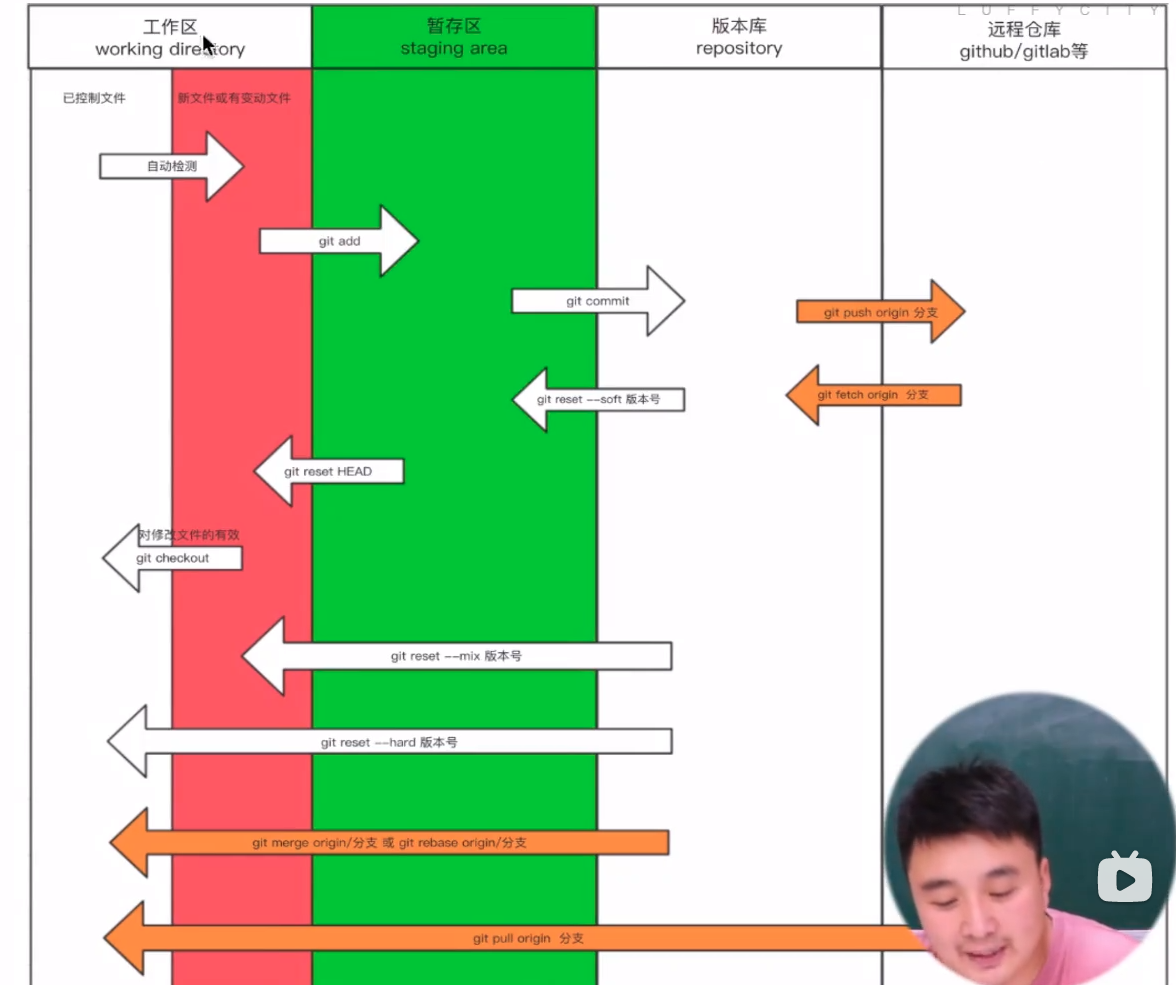 LUFFYCITY
工作区
working directory
暂存区
staging area
版本库
repository
远程仓库
github/gitlab等
已控制文件
新文件或有变动文件
自动检测
git add
git commit
git push origin 分支
git reset --soft 版本号
git fetch origin 分支
git reset HEAD
对修改文件的有效
git checkout
git reset --mix 版本号
git reset --hard 版本号
git merge origin/分支 或 git rebase origin/分支
git pull origin 分支